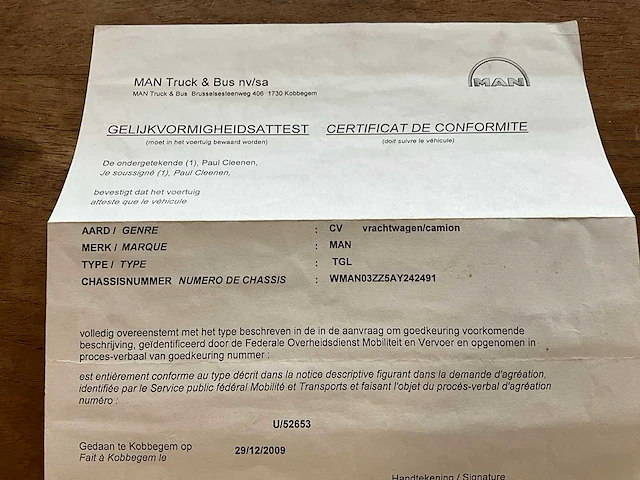 MAN Truck & Bus nv/sa
MAN Truck & Bus Brusselsesteenweg 406 1730 Kobbegem
MAN
GELIJKVORMIGHEIDSATTEST CERTIFICAT DE CONFORMITE
(moet in het voertuig bewaard worden) (doit suivre le véhicule)
De ondergetekende (1), Paul Cleenen,
Je soussigné (1), Paul Cleenen,
bevestigt dat het voertuig
atteste que le véhicule
AARD / GENRE : CV vrachtwagen/camion
MERK / MARQUE : MAN
TYPE / TYPE : TGL
CHASSISNUMMER NUMERO DE CHASSIS : WMAN03ZZ5AY242491
volledig overeenstemt met het type beschreven in de in de aanvraag om goedkeuring voorkomende
beschrijving, geïdentificeerd door de Federale Overheidsdienst Mobiliteit en Vervoer en opgenomen in
proces-verbaal van goedkeuring nummer :
est entièrement conforme au type décrit dans la notice descriptive figurant dans la demande d'agréation,
identifiée par le Service public fédéral Mobilité et Transports et faisant l'objet du procès-verbal d'agréation
numéro :
U/52653
Gedaan te Kobbegem op 29/12/2009
Fait à Kobbegem le
Handtekening / Signature